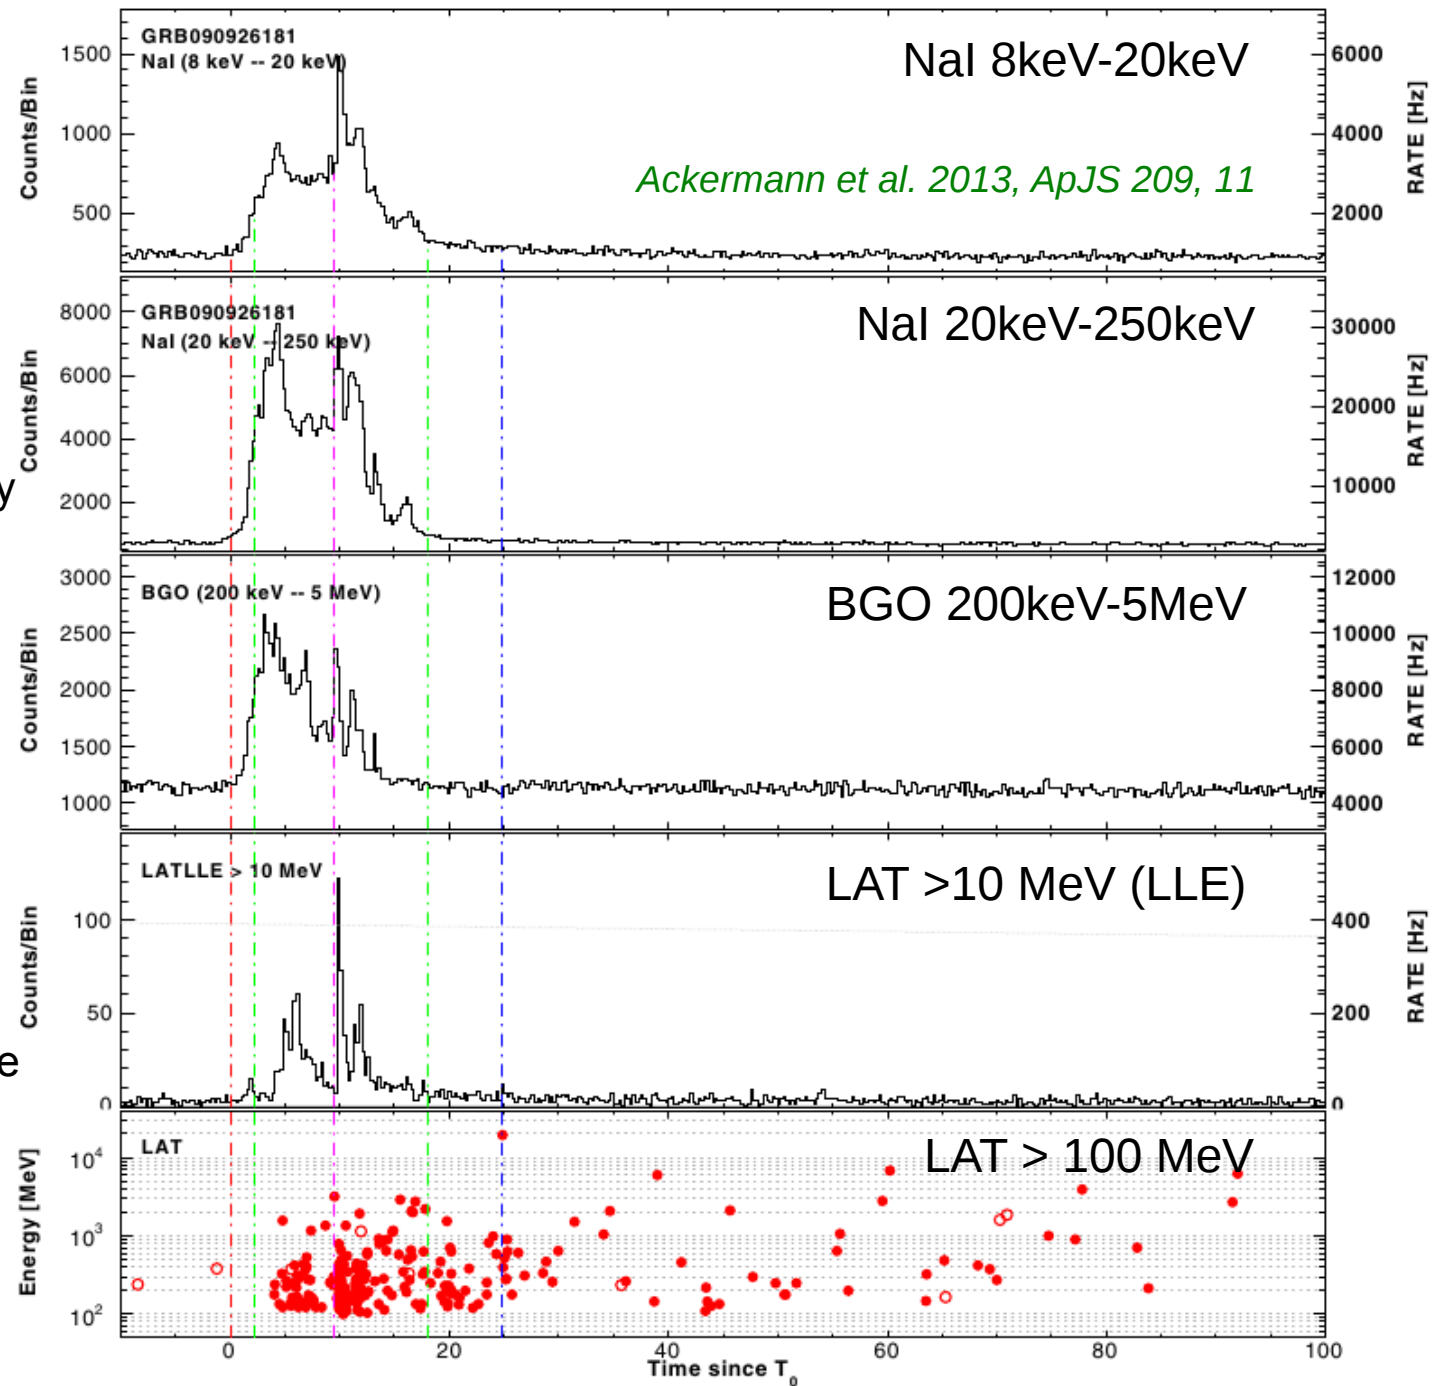 GRB090926181
NaI (8 keV -- 20 keV)
NaI 8keV-20keV
Ackermann et al. 2013, ApJS 209, 11
Counts/Bin
1500
1000
500
6000
4000
2000
RATE [Hz]
GRB090926181
NaI (20 keV -- 250 keV)
NaI 20keV-250keV
Counts/Bin
8000
6000
4000
2000
30000
20000
10000
RATE [Hz]
y
BGO (200 keV -- 5 MeV)
BGO 200keV-5MeV
Counts/Bin
3000
2500
2000
1500
1000
12000
10000
8000
6000
4000
RATE [Hz]
LATLLE > 10 MeV
LAT >10 MeV (LLE)
Counts/Bin
100
50
0
400
200
0
RATE [Hz]
e
LAT
LAT > 100 MeV
Energy [MeV]
10⁴
10³
10²
0 20 40 60 80 100
Time since T₀